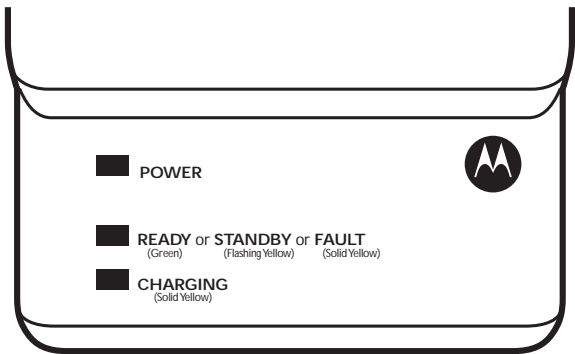 POWER
READY or STANDBY or FAULT
(Green) (Flashing Yellow) (Solid Yellow)
CHARGING
(Solid Yellow)